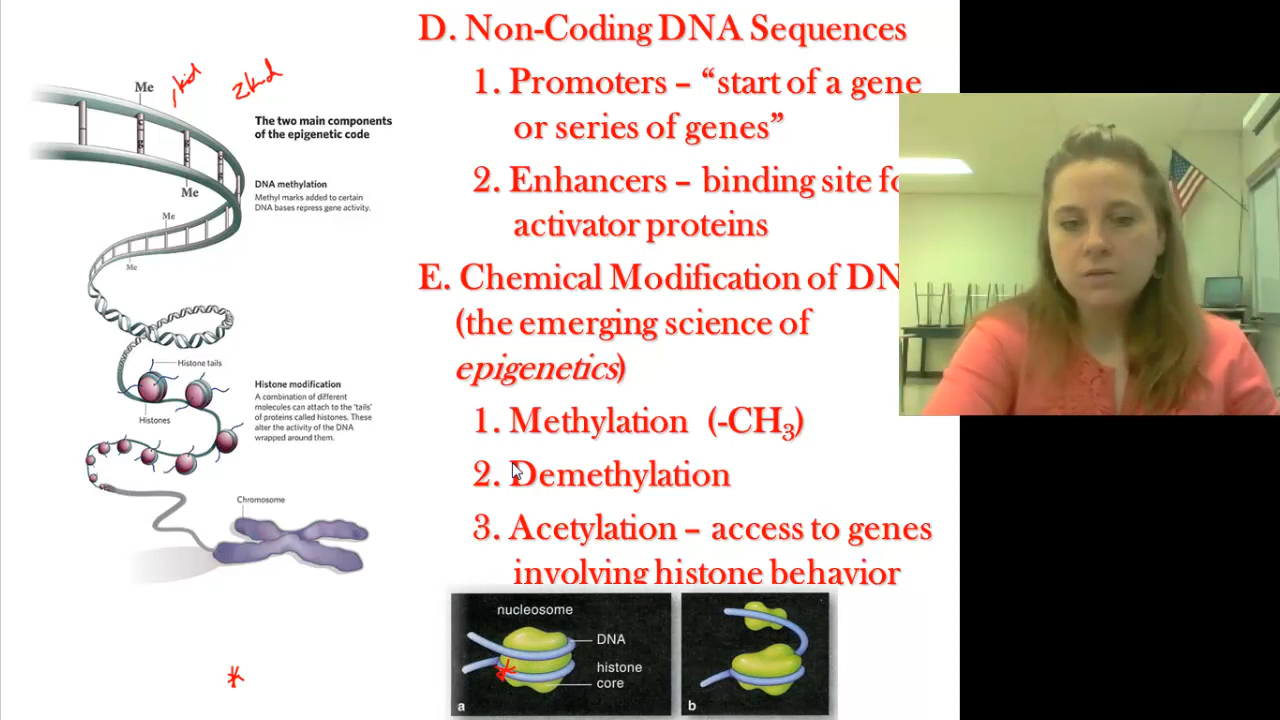 D. Non-Coding DNA Sequences
1. Promoters – “start of a gene
or series of genes”
2. Enhancers – binding site fo
activator proteins
E. Chemical Modification of DN
(the emerging science of
epigenetics)
1. Methylation (-CH₃)
2. Demethylation
3. Acetylation – access to genes
involving histone behavior
1kid
2kid
Me
The two main components
of the epigenetic code
DNA methylation
Methyl marks added to certain
DNA bases repress gene activity.
Me
Me
Me
Histone tails
Histone modification
A combination of different
molecules can attach to the ‘tails’
of proteins called histones. These
alter the activity of the DNA
wrapped around them.
Histones
Chromosome
nucleosome
DNA
histone
core
a
b